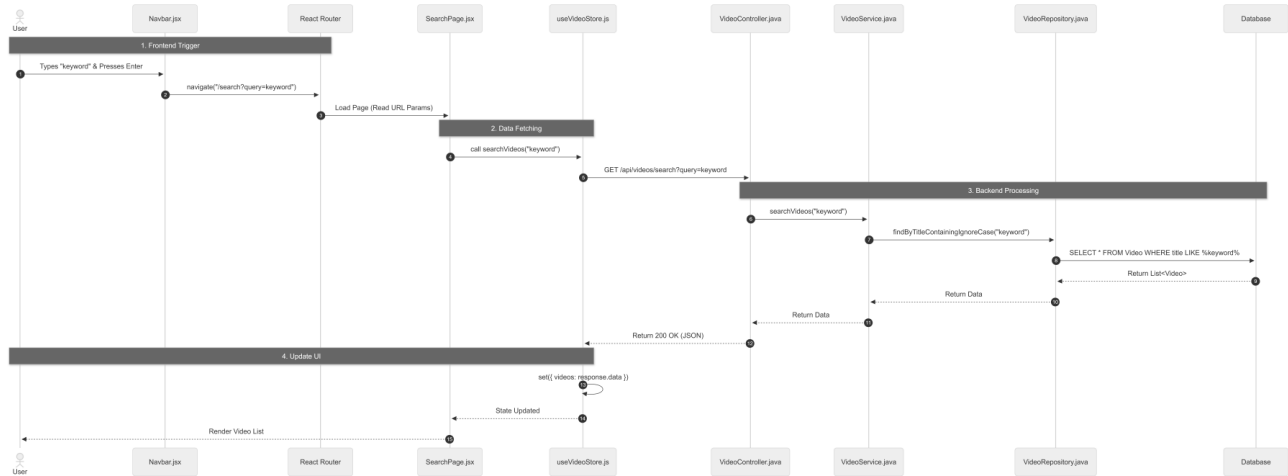 User
Navbar.jsx
React Router
SearchPage.jsx
useVideoStore.js
VideoController.java
VideoService.java
VideoRepository.java
Database
1. Frontend Trigger
1
Types "keyword" & Presses Enter
2
navigate("/search?query=keyword")
3
Load Page (Read URL Params)
2. Data Fetching
4
call searchVideos("keyword")
5
GET /api/videos/search?query=keyword
3. Backend Processing
6
searchVideos("keyword")
7
findByTitleContainingIgnoreCase("keyword")
8
SELECT * FROM Video WHERE title LIKE %keyword%
9
Return List<Video>
10
Return Data
11
Return Data
12
Return 200 OK (JSON)
4. Update UI
set({ videos: response.data })
13
State Updated
14
Render Video List
15
User
Navbar.jsx
React Router
SearchPage.jsx
useVideoStore.js
VideoController.java
VideoService.java
VideoRepository.java
Database